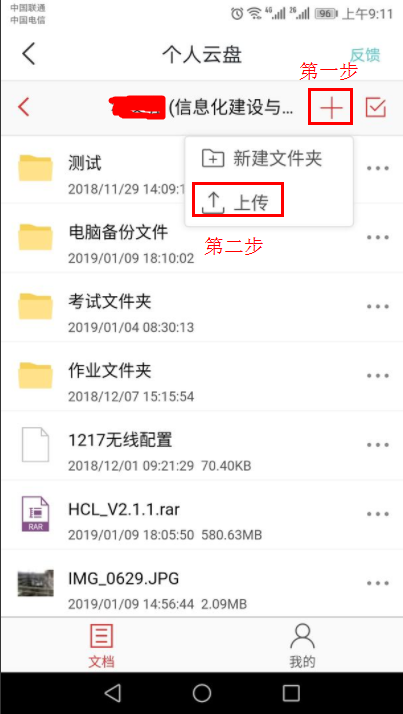 中国联通
中国电信
4G 2G 96 上午9:11
个人云盘 反馈
第一步
(信息化建设与...
新建文件夹
上传
第二步
测试
2018/11/29 14:09:1
电脑备份文件
2019/01/09 18:10:02
考试文件夹
2019/01/04 08:30:13
作业文件夹
2018/12/07 15:15:54
1217无线配置
2018/12/01 09:21:29 70.40KB
HCL_V2.1.1.rar
RAR
2019/01/09 18:05:50 580.63MB
IMG_0629.JPG
2019/01/09 14:56:44 2.09MB
文档 我的